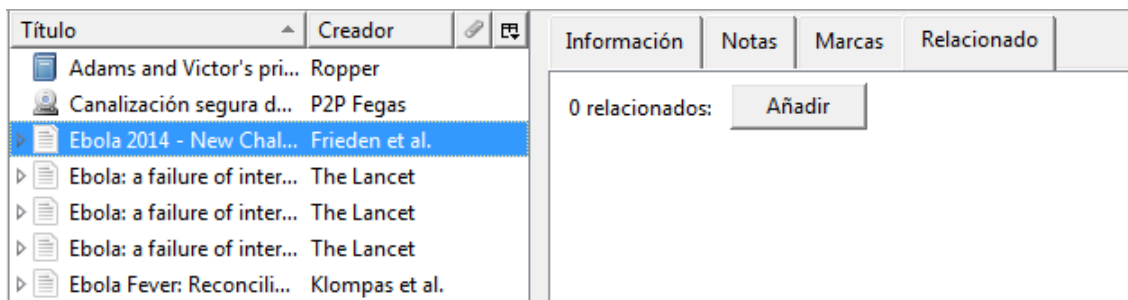 Título Creador
Adams and Victor's pri... Ropper
Canalización segura d... P2P Fegas
Ebola 2014 - New Chal... Frieden et al.
Ebola: a failure of inter... The Lancet
Ebola: a failure of inter... The Lancet
Ebola: a failure of inter... The Lancet
Ebola Fever: Reconcili... Klompas et al.
Información Notas Marcas Relacionado
0 relacionados: Añadir